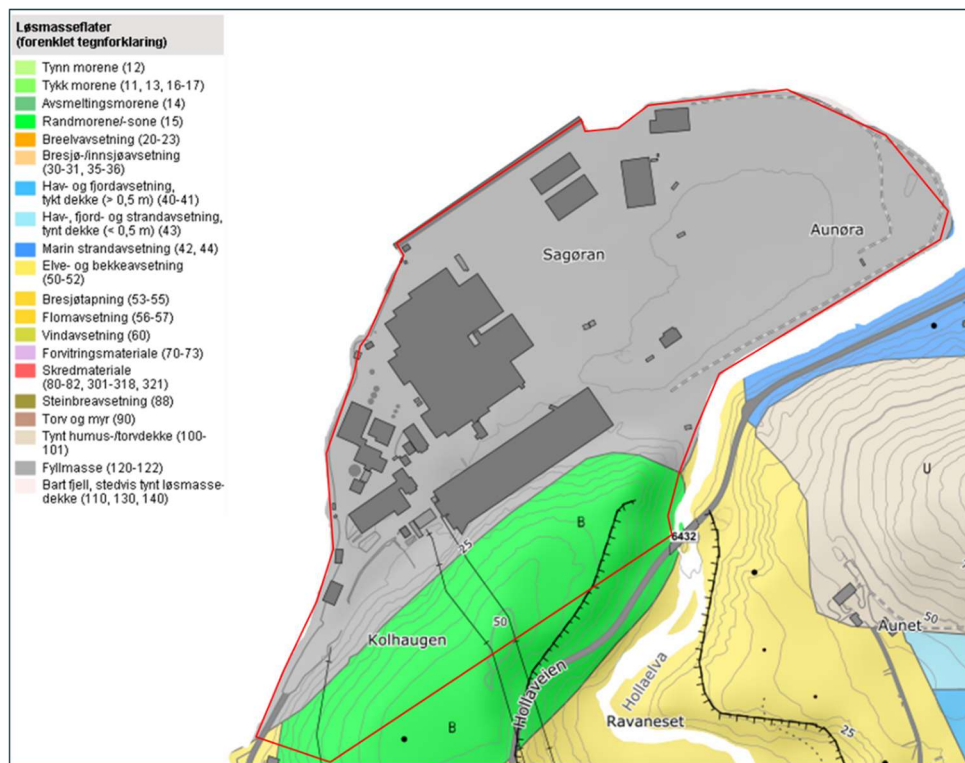 Løsmasseflater
(forenklet tegnforklaring)
Tynn morene (12)
Tykk morene (11, 13, 16-17)
Avsmeltingsmorene (14)
Randmorene/-sone (15)
Breelvavsetning (20-23)
Bresjø-/innsjøavsetning
(30-31, 35-36)
Hav- og fjordavsetning,
tykt dekke (> 0,5 m) (40-41)
Hav-, fjord- og strandavsetning,
tynt dekke (< 0,5 m) (43)
Marin strandavsetning (42, 44)
Elve- og bekkeavsetning
(50-52)
Bresjøtapning (53-55)
Flomavsetning (56-57)
Vindavsetning (60)
Forvitringsmateriale (70-73)
Skredmateriale
(80-82, 301-318, 321)
Steinbreavsetning (88)
Torv og myr (90)
Tynt humus-/torvdekke (100-
101)
Fyllmasse (120-122)
Bart fjell, stedvis tynt løsmasse-
dekke (110, 130, 140)
Aunøra
Sagøran
U
B
6432
25
50
Kolhaugen
50
Aunet
Hollaveien
Hollaelva
Ravaneset
B
25